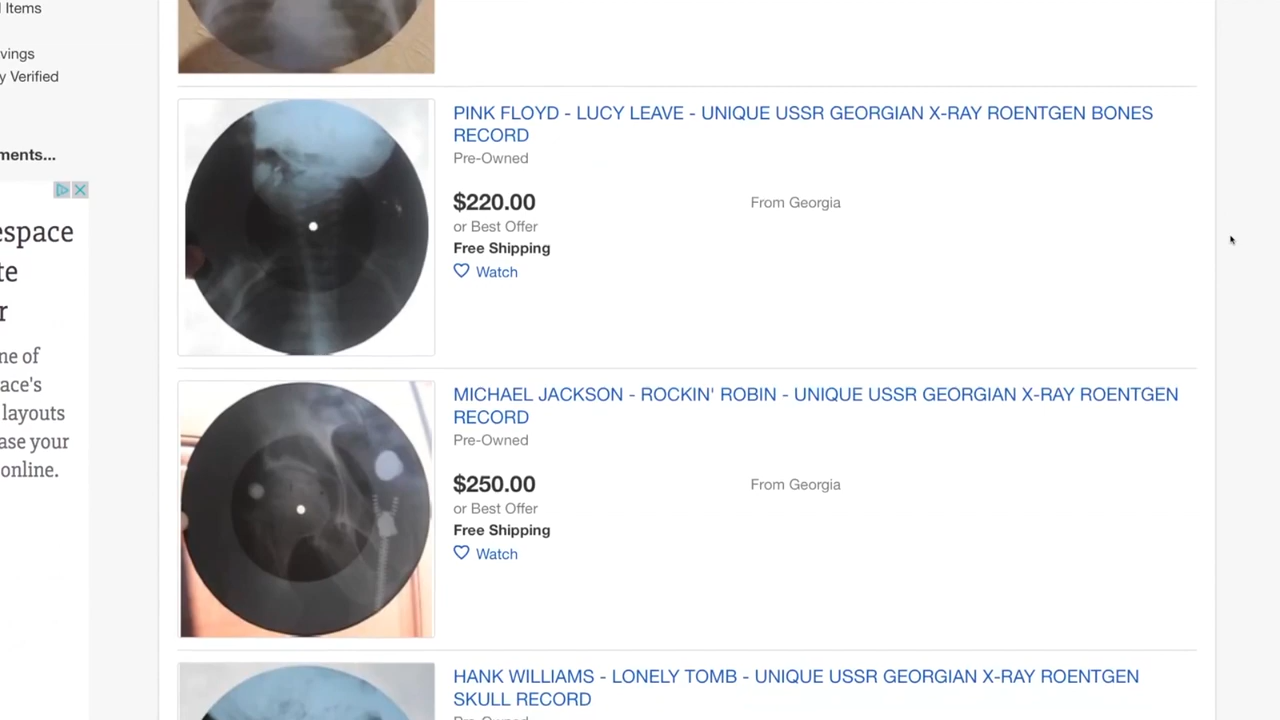 Items
vings
y Verified
ments...
espace
te
r
ne of
ace's
layouts
ase your
online.
PINK FLOYD - LUCY LEAVE - UNIQUE USSR GEORGIAN X-RAY ROENTGEN BONES
RECORD
Pre-Owned
$220.00
From Georgia
or Best Offer
Free Shipping
Watch
MICHAEL JACKSON - ROCKIN' ROBIN - UNIQUE USSR GEORGIAN X-RAY ROENTGEN
RECORD
Pre-Owned
$250.00
From Georgia
or Best Offer
Free Shipping
Watch
HANK WILLIAMS - LONELY TOMB - UNIQUE USSR GEORGIAN X-RAY ROENTGEN
SKULL RECORD
Pre-Owned